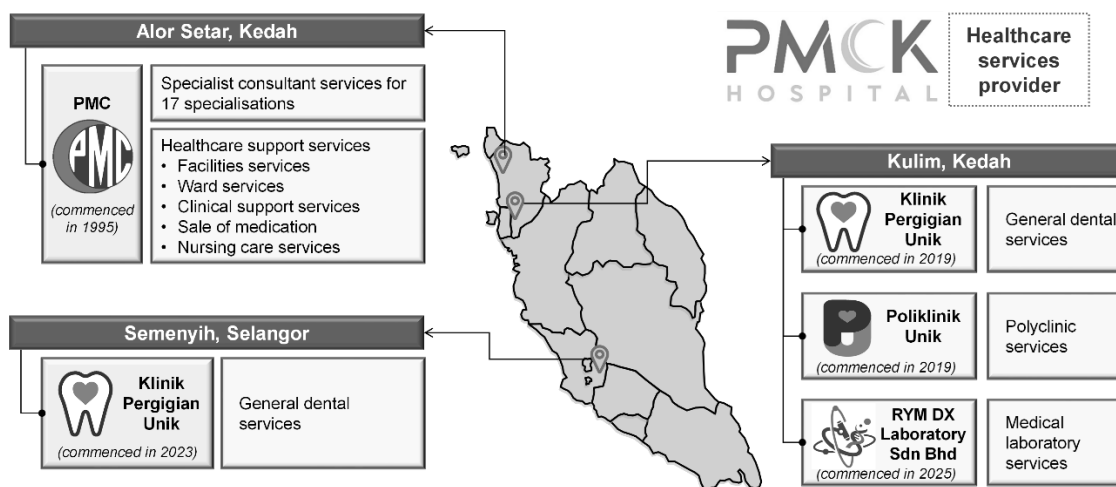 Alor Setar, Kedah
PMC
PMC
(commenced
in 1995)
Specialist consultant services for
17 specialisations
Healthcare support services
• Facilities services
• Ward services
• Clinical support services
• Sale of medication
• Nursing care services
PMCK
HOSPITAL
Healthcare
services
provider
Kulim, Kedah
Klinik
Pergigian
Unik
(commenced in 2019)
General dental
services
Poliklinik
Unik
(commenced in 2019)
Polyclinic
services
RYM DX
Laboratory
Sdn Bhd
(commenced in 2025)
Medical
laboratory
services
Semenyih, Selangor
Klinik
Pergigian
Unik
(commenced in 2023)
General dental
services